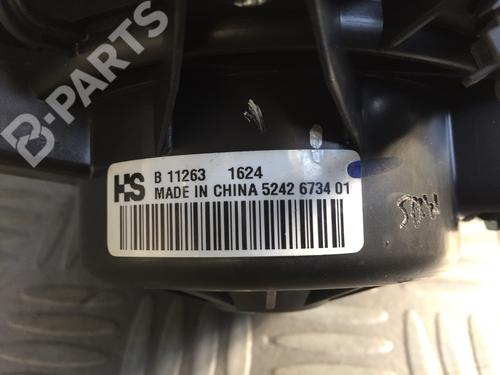 B-PARTS
HS B 11263 1624
MADE IN CHINA 5242 6734 01